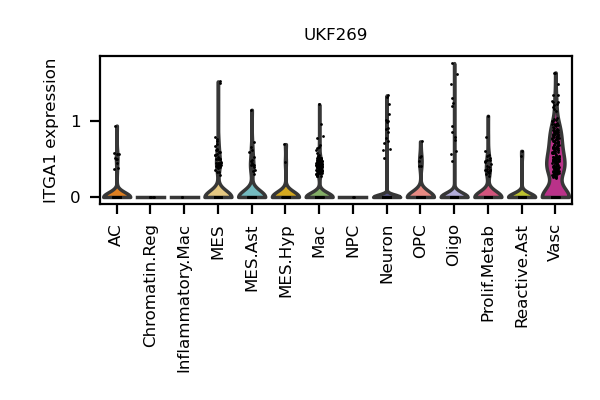 UKF269
ITGA1 expression
1
0
AC
Chromatin.Reg
Inflammatory.Mac
MES
MES.Ast
MES.Hyp
Mac
NPC
Neuron
OPC
Oligo
Prolif.Metab
Reactive.Ast
Vasc